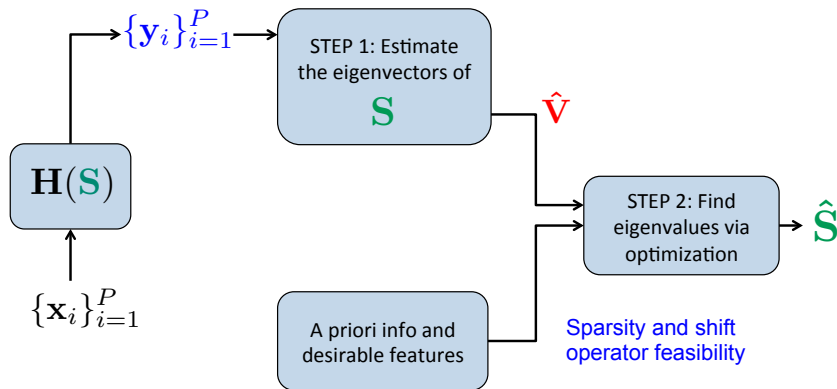 {y_i}_{i=1}^P
STEP 1: Estimate
the eigenvectors of
S
V̂
H(S)
STEP 2: Find
eigenvalues via
optimization
Ŝ
{x_i}_{i=1}^P
A priori info and
desirable features
Sparsity and shift
operator feasibility